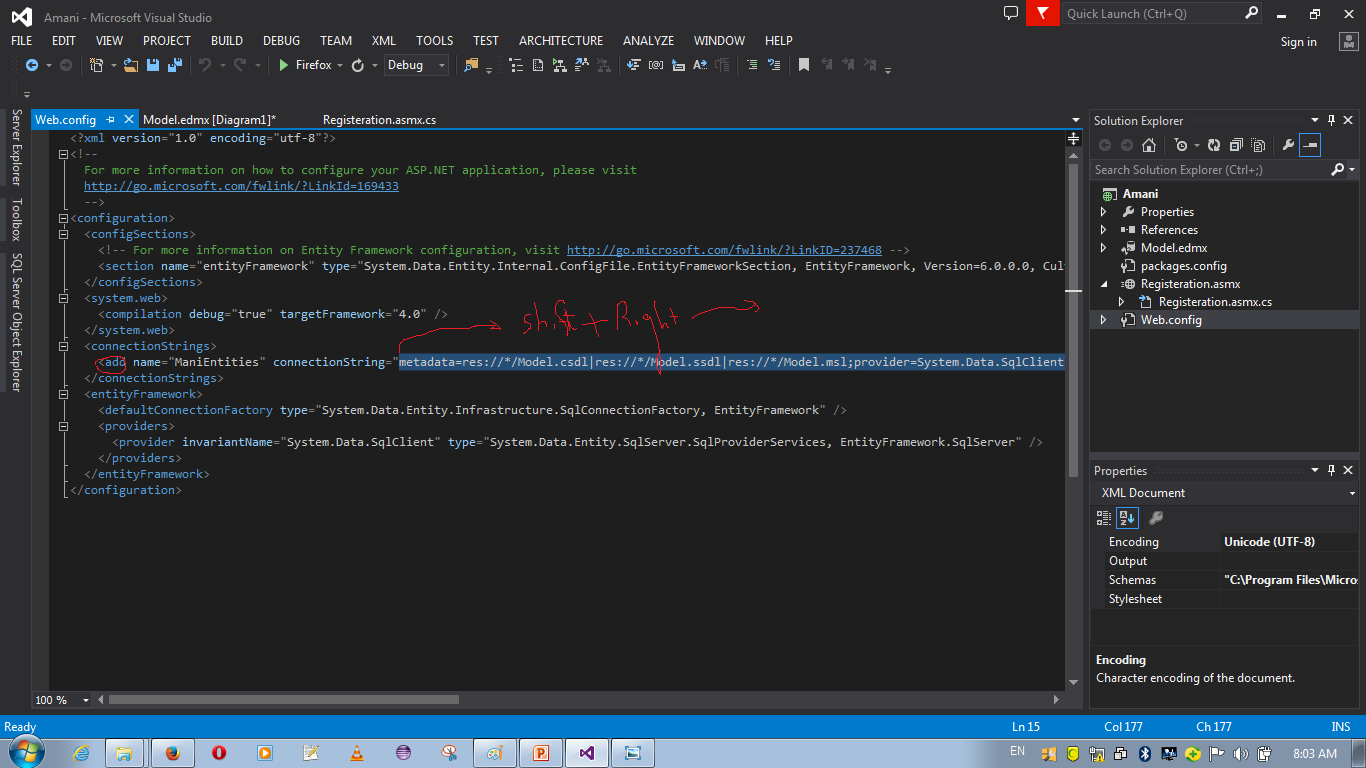 Amani - Microsoft Visual Studio
Quick Launch (Ctrl+Q)
FILE EDIT VIEW PROJECT BUILD DEBUG TEAM XML TOOLS TEST ARCHITECTURE ANALYZE WINDOW HELP
Sign in
Firefox
Debug
Server Explorer
Toolbox
SQL Server Object Explorer
Web.config
Model.edmx [Diagram1]*
Registeration.asmx.cs
<?xml version="1.0" encoding="utf-8"?>
<!--
For more information on how to configure your ASP.NET application, please visit
http://go.microsoft.com/fwlink/?LinkId=169433
-->
<configuration>
<configSections>
<!-- For more information on Entity Framework configuration, visit http://go.microsoft.com/fwlink/?LinkID=237468 -->
<section name="entityFramework" type="System.Data.Entity.Internal.ConfigFile.EntityFrameworkSection, EntityFramework, Version=6.0.0.0, Cul
</configSections>
<system.web>
<compilation debug="true" targetFramework="4.0" />
</system.web>
shift + Right
<connectionStrings>
<add name="ManiEntities" connectionString="metadata=res://*/Model.csdl|res://*/Model.ssdl|res://*/Model.msl;provider=System.Data.SqlClient
</connectionStrings>
<entityFramework>
<defaultConnectionFactory type="System.Data.Entity.Infrastructure.SqlConnectionFactory, EntityFramework" />
<providers>
<provider invariantName="System.Data.SqlClient" type="System.Data.Entity.SqlServer.SqlProviderServices, EntityFramework.SqlServer" />
</providers>
</entityFramework>
</configuration>
100 %
Solution Explorer
Search Solution Explorer (Ctrl+;)
Amani
Properties
References
Model.edmx
packages.config
Registeration.asmx
Registeration.asmx.cs
Web.config
Properties
XML Document
Encoding Unicode (UTF-8)
Output
Schemas "C:\Program Files\Micros
Stylesheet
Encoding
Character encoding of the document.
Ready
Ln 15 Col 177 Ch 177 INS
EN
8:03 AM